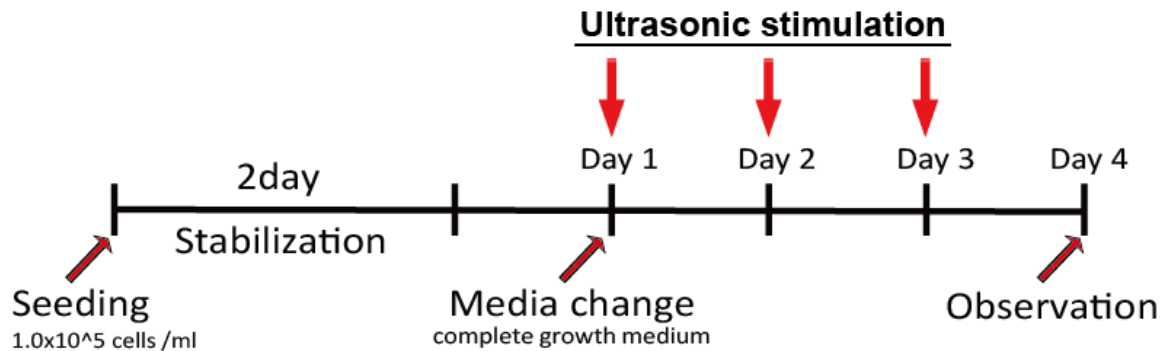 Ultrasonic stimulation
Day 1 Day 2 Day 3 Day 4
2day
Stabilization
Seeding Media change Observation
1.0x10^5 cells /ml complete growth medium